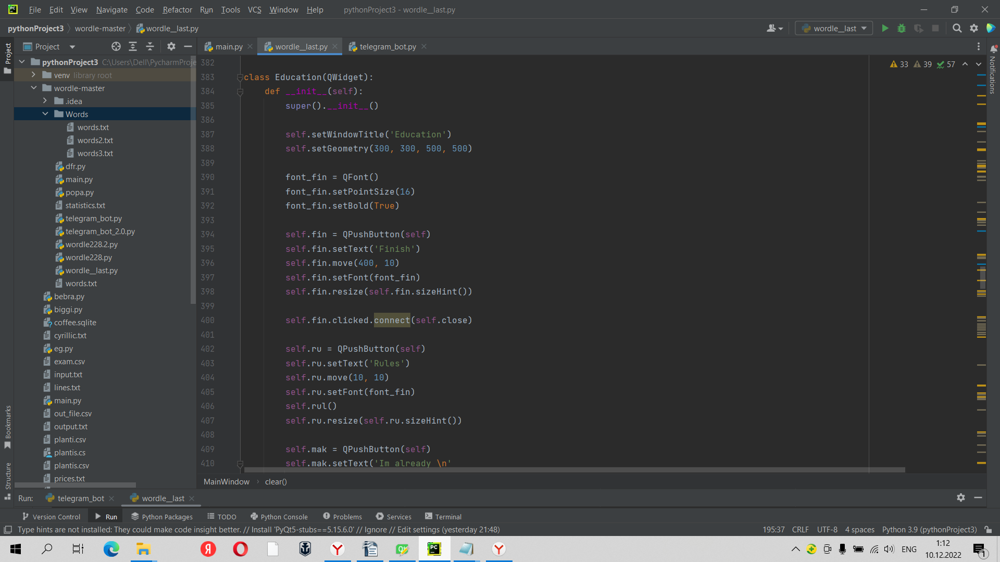 File Edit View Navigate Code Refactor Run Tools VCS Window Help pythonProject3 - wordle__last.py
pythonProject3 wordle-master wordle__last.py wordle__last
Project main.py wordle__last.py telegram_bot.py
Project
Notifications
Bookmarks
Structure
pythonProject3 C:\Users\Dell\PycharmProje
venv library root
wordle-master
.idea
Words
words.txt
words2.txt
words3.txt
dfr.py
main.py
popa.py
statistics.txt
telegram_bot.py
telegram_bot_2.0.py
wordle228.2.py
wordle228.py
wordle__last.py
words.txt
bebra.py
biggi.py
coffee.sqlite
cyrillic.txt
eg.py
exam.csv
input.txt
lines.txt
main.py
out_file.csv
output.txt
planti.csv
plantis.cs
plantis.csv
prices.txt
33 39 57
382
383 class Education(QWidget):
384 def __init__(self):
385 super().__init__()
386
387 self.setWindowTitle('Education')
388 self.setGeometry(300, 300, 500, 500)
389
390 font_fin = QFont()
391 font_fin.setPointSize(16)
392 font_fin.setBold(True)
393
394 self.fin = QPushButton(self)
395 self.fin.setText('Finish')
396 self.fin.move(400, 10)
397 self.fin.setFont(font_fin)
398 self.fin.resize(self.fin.sizeHint())
399
400 self.fin.clicked.connect(self.close)
401
402 self.ru = QPushButton(self)
403 self.ru.setText('Rules')
404 self.ru.move(10, 10)
405 self.ru.setFont(font_fin)
406 self.rul()
407 self.ru.resize(self.ru.sizeHint())
408
409 self.mak = QPushButton(self)
410 self.mak.setText('Im already \n'
MainWindow clear()
Run: telegram_bot wordle__last
Version Control Run Python Packages TODO Python Console Problems Services Terminal
Type hints are not installed: They could make code insight better. // Install 'PyQt5-stubs==5.15.6.0' // Ignore // Edit settings (yesterday 21:48) 195:37 CRLF UTF-8 4 spaces Python 3.9 (pythonProject3)
ENG
1:12
10.12.2022
1